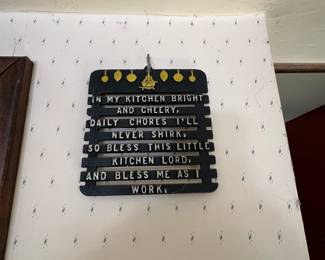 IN MY KITCHEN BRIGHT
AND CHEERY,
DAILY CHORES I'LL
NEVER SHIRK,
SO BLESS THIS LITTLE
KITCHEN LORD,
AND BLESS ME AS I
WORK.